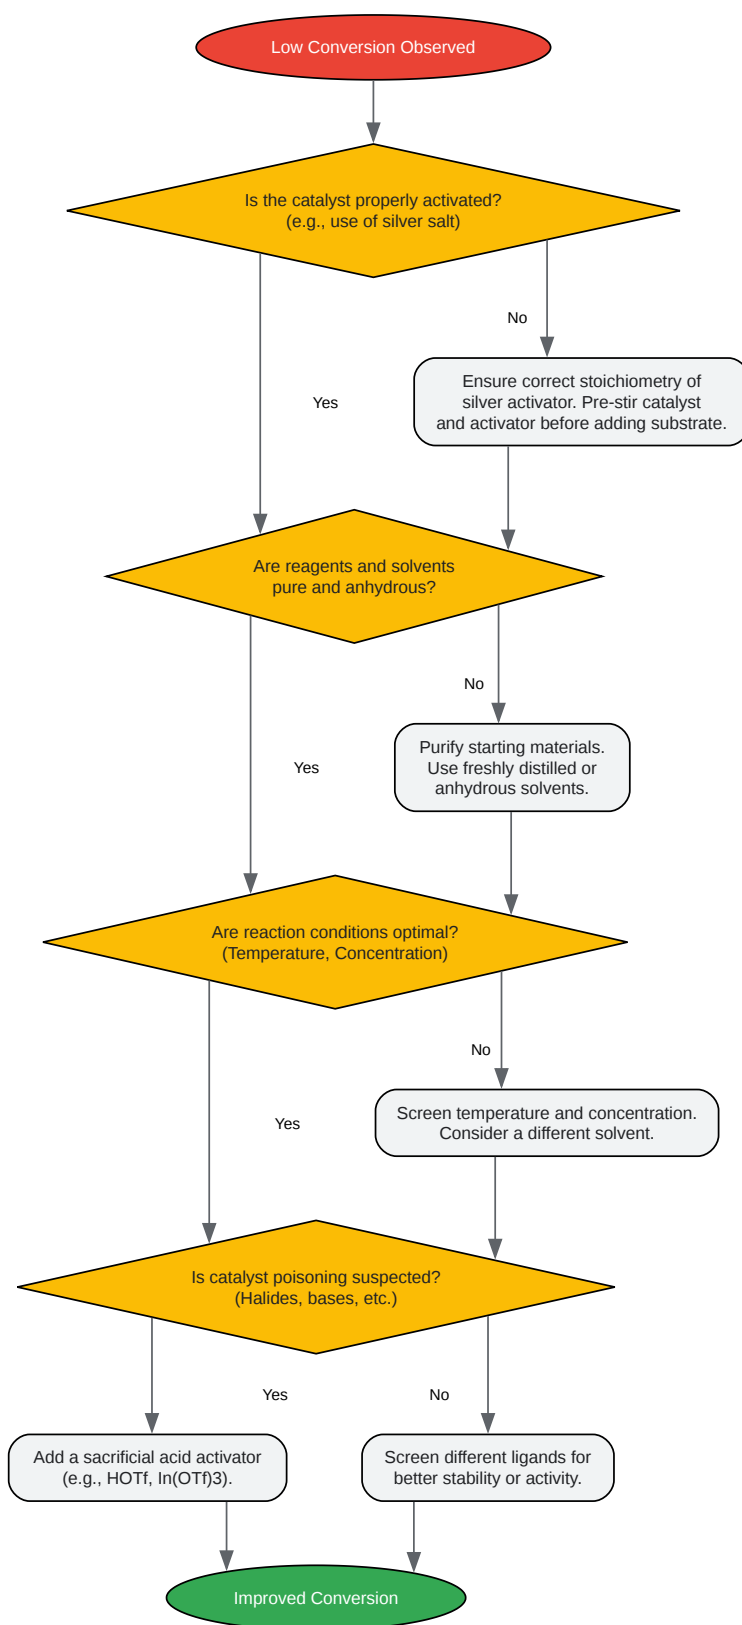 Low Conversion Observed
Is the catalyst properly activated?
(e.g., use of silver salt)
No
Yes
Ensure correct stoichiometry of
silver activator. Pre-stir catalyst
and activator before adding substrate.
Are reagents and solvents
pure and anhydrous?
No
Yes
Purify starting materials.
Use freshly distilled or
anhydrous solvents.
Are reaction conditions optimal?
(Temperature, Concentration)
No
Yes
Screen temperature and concentration.
Consider a different solvent.
Is catalyst poisoning suspected?
(Halides, bases, etc.)
Yes
No
Add a sacrificial acid activator
(e.g., HOTf, In(OTf)3).
Screen different ligands for
better stability or activity.
Improved Conversion